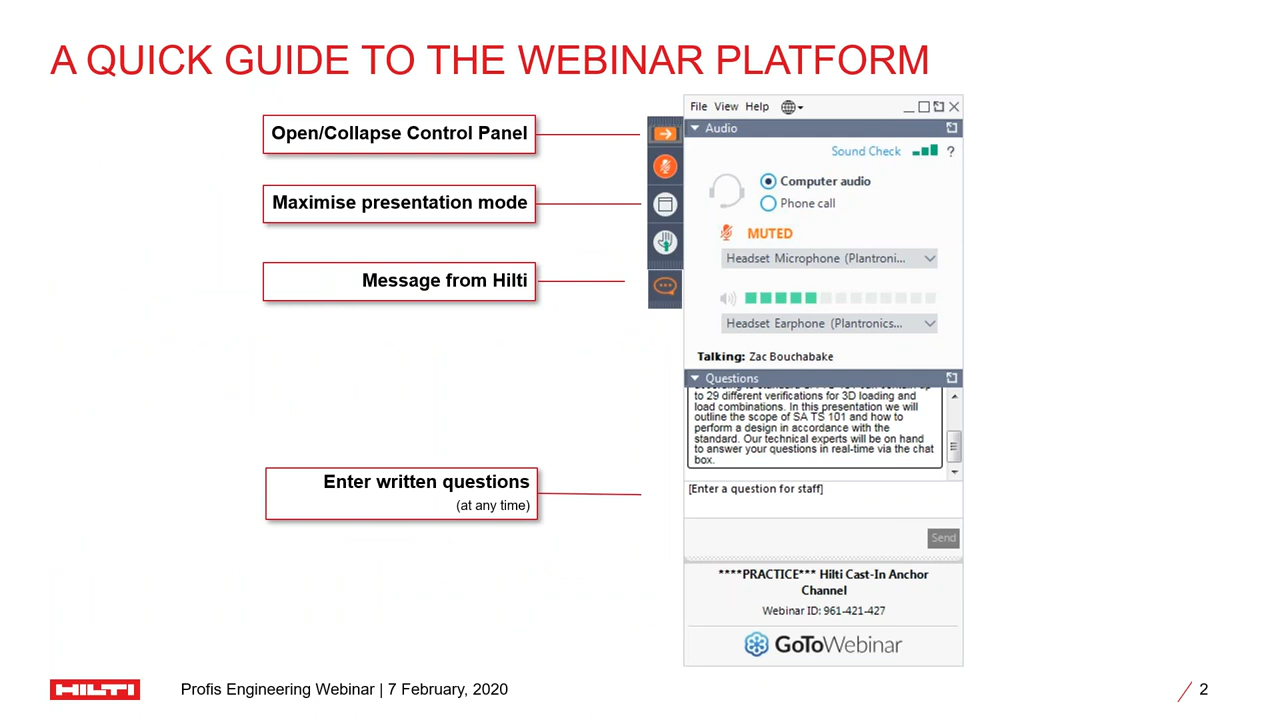 A QUICK GUIDE TO THE WEBINAR PLATFORM
Open/Collapse Control Panel
Maximise presentation mode
Message from Hilti
Enter written questions
(at any time)
File View Help
Audio
Sound Check ?
Computer audio
Phone call
MUTED
Headset Microphone (Plantroni...
Headset Earphone (Plantronics...
Talking: Zac Bouchabake
Questions
to 29 different verifications for 3D loading and
load combinations. In this presentation we will
outline the scope of SA TS 101 and how to
perform a design in accordance with the
standard. Our technical experts will be on hand
to answer your questions in real-time via the chat
box.
[Enter a question for staff]
Send
****PRACTICE*** Hilti Cast-In Anchor
Channel
Webinar ID: 961-421-427
GoToWebinar
HILTI
Profis Engineering Webinar | 7 February, 2020
2